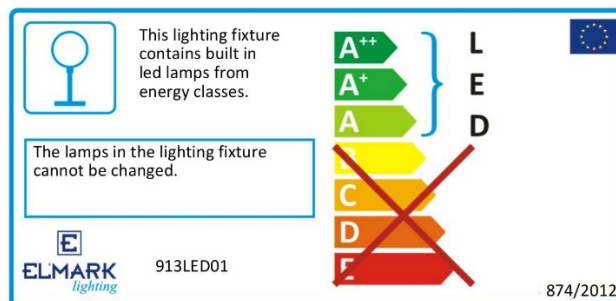 This lighting fixture
contains built in
led lamps from
energy classes.
The lamps in the lighting fixture
cannot be changed.
E
ELMARK
lighting
913LED01
A++
A+
A
B
C
D
E
L
E
D
874/2012